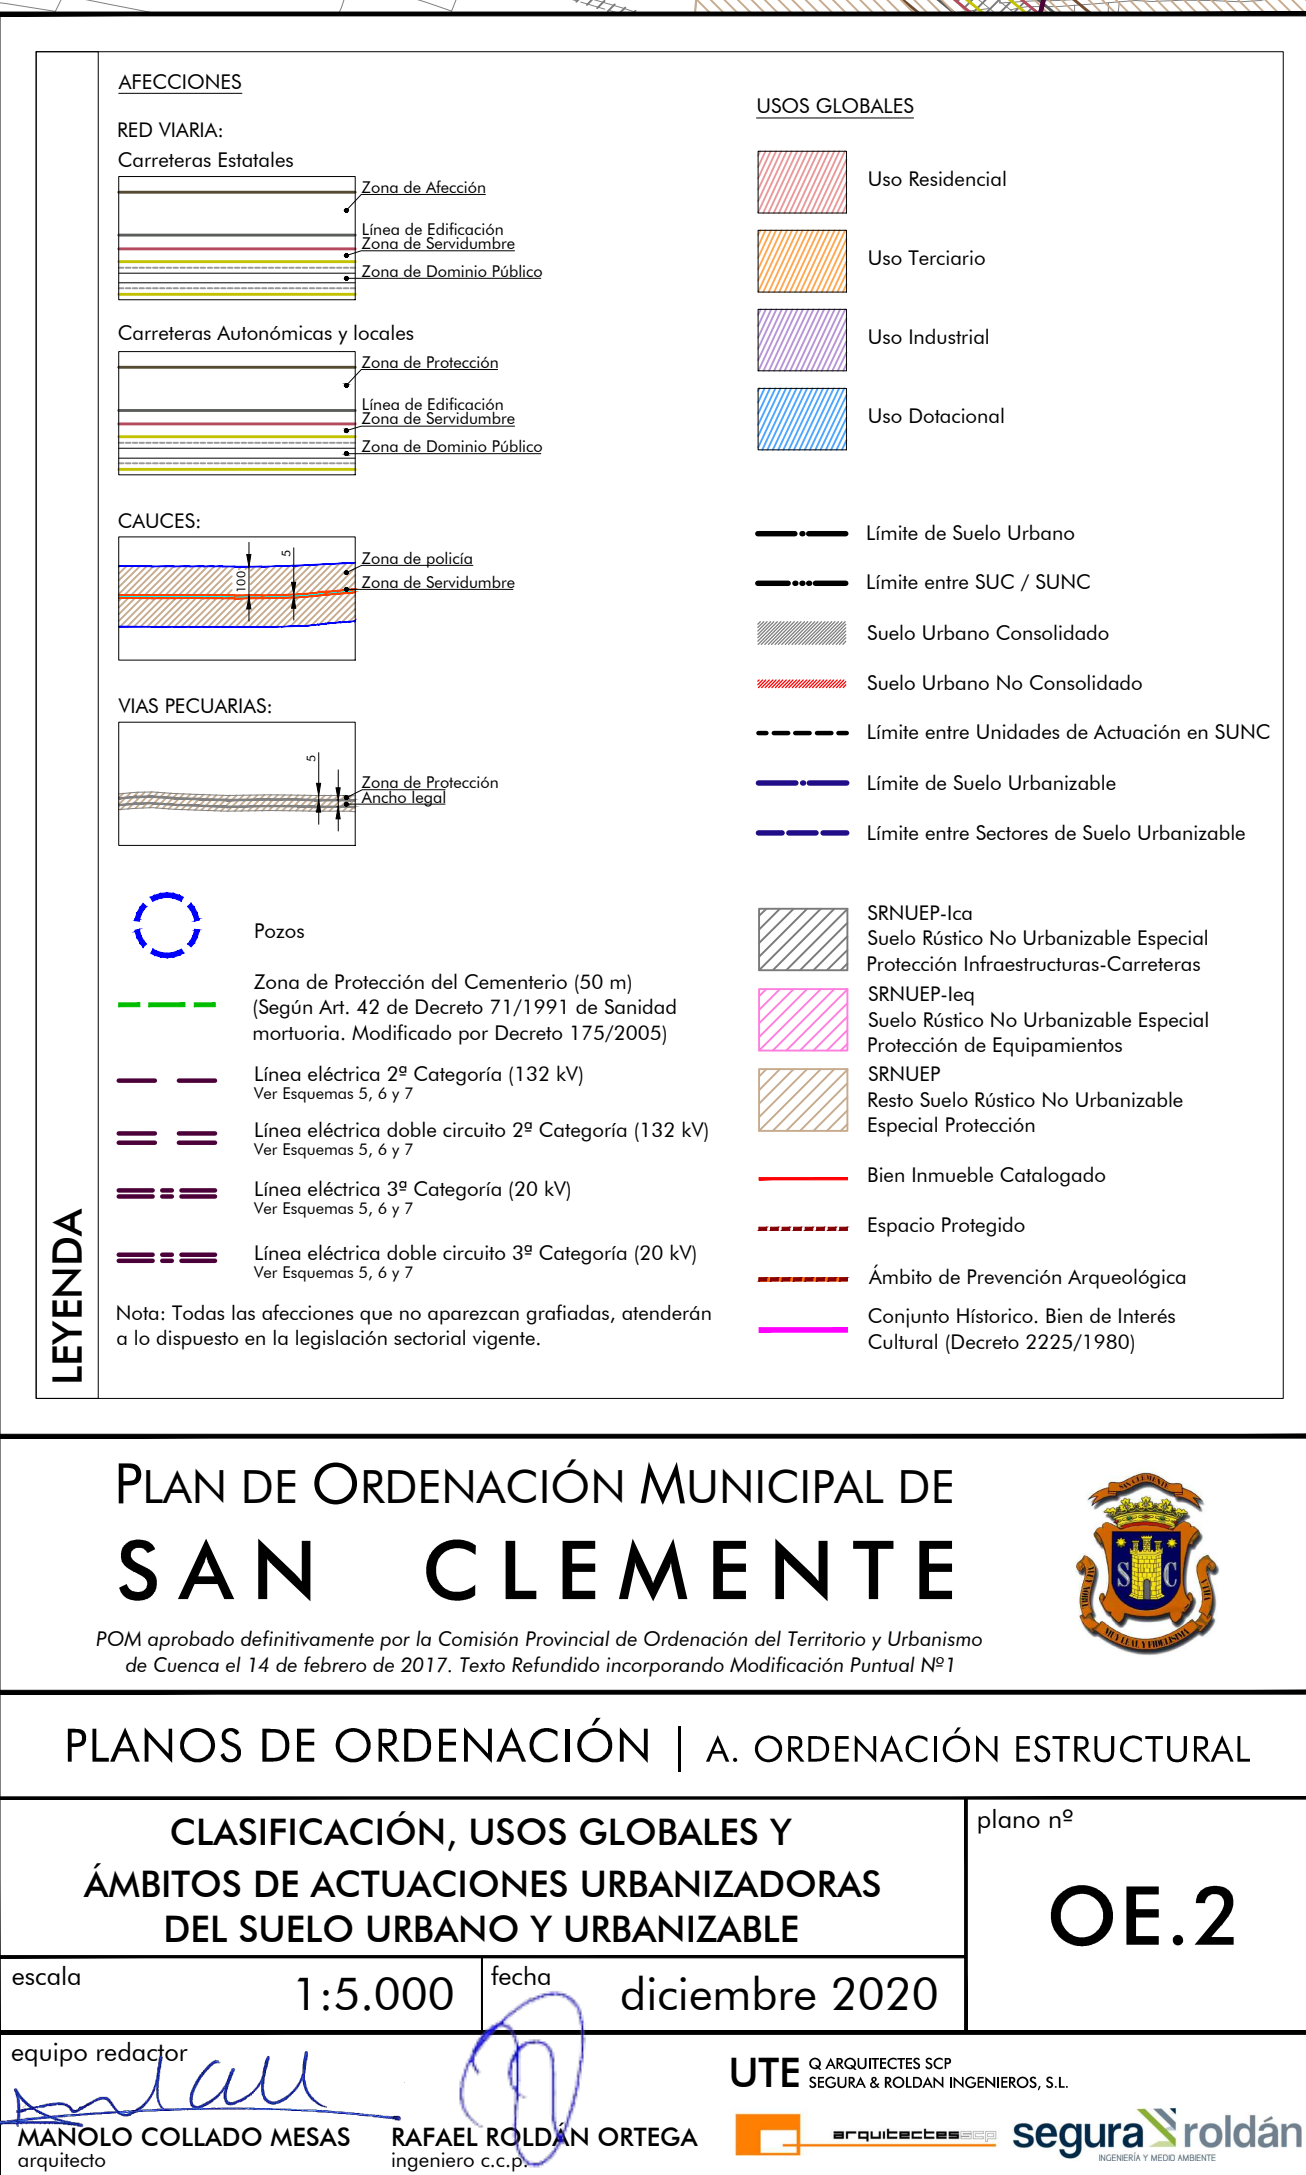 AFECCIONES
RED VIARIA:
Carreteras Estatales
Zona de Afección
Línea de Edificación
Zona de Servidumbre
Zona de Dominio Público
Carreteras Autonómicas y locales
Zona de Protección
Línea de Edificación
Zona de Servidumbre
Zona de Dominio Público
CAUCES:
100
5
Zona de policía
Zona de Servidumbre
VIAS PECUARIAS:
5
Zona de Protección
Ancho legal
Pozos
Zona de Protección del Cementerio (50 m)
(Según Art. 42 de Decreto 71/1991 de Sanidad
mortuoria. Modificado por Decreto 175/2005)
Línea eléctrica 2ª Categoría (132 kV)
Ver Esquemas 5, 6 y 7
Línea eléctrica doble circuito 2ª Categoría (132 kV)
Ver Esquemas 5, 6 y 7
Línea eléctrica 3ª Categoría (20 kV)
Ver Esquemas 5, 6 y 7
Línea eléctrica doble circuito 3ª Categoría (20 kV)
Ver Esquemas 5, 6 y 7
Nota: Todas las afecciones que no aparezcan grafiadas, atenderán
a lo dispuesto en la legislación sectorial vigente.
LEYENDA
USOS GLOBALES
Uso Residencial
Uso Terciario
Uso Industrial
Uso Dotacional
Límite de Suelo Urbano
Límite entre SUC / SUNC
Suelo Urbano Consolidado
Suelo Urbano No Consolidado
Límite entre Unidades de Actuación en SUNC
Límite de Suelo Urbanizable
Límite entre Sectores de Suelo Urbanizable
SRNUEP-Ica
Suelo Rústico No Urbanizable Especial
Protección Infraestructuras-Carreteras
SRNUEP-Ieq
Suelo Rústico No Urbanizable Especial
Protección de Equipamientos
SRNUEP
Resto Suelo Rústico No Urbanizable
Especial Protección
Bien Inmueble Catalogado
Espacio Protegido
Ámbito de Prevención Arqueológica
Conjunto Hístorico. Bien de Interés
Cultural (Decreto 2225/1980)
PLAN DE ORDENACIÓN MUNICIPAL DE
SAN CLEMENTE
POM aprobado definitivamente por la Comisión Provincial de Ordenación del Territorio y Urbanismo
de Cuenca el 14 de febrero de 2017. Texto Refundido incorporando Modificación Puntual Nº1
SAN CLEMENTE
S C
MUY LEAL Y FIDELISIMA
PLANOS DE ORDENACIÓN | A. ORDENACIÓN ESTRUCTURAL
CLASIFICACIÓN, USOS GLOBALES Y
ÁMBITOS DE ACTUACIONES URBANIZADORAS
DEL SUELO URBANO Y URBANIZABLE
plano nº
OE.2
escala
1:5.000
fecha
diciembre 2020
equipo redactor
MANOLO COLLADO MESAS
arquitecto
RAFAEL ROLDÁN ORTEGA
ingeniero c.c.p.
UTE Q ARQUITECTES SCP
SEGURA & ROLDAN INGENIEROS, S.L.
arquitectesscp
segura roldán
INGENIERÍA Y MEDIO AMBIENTE